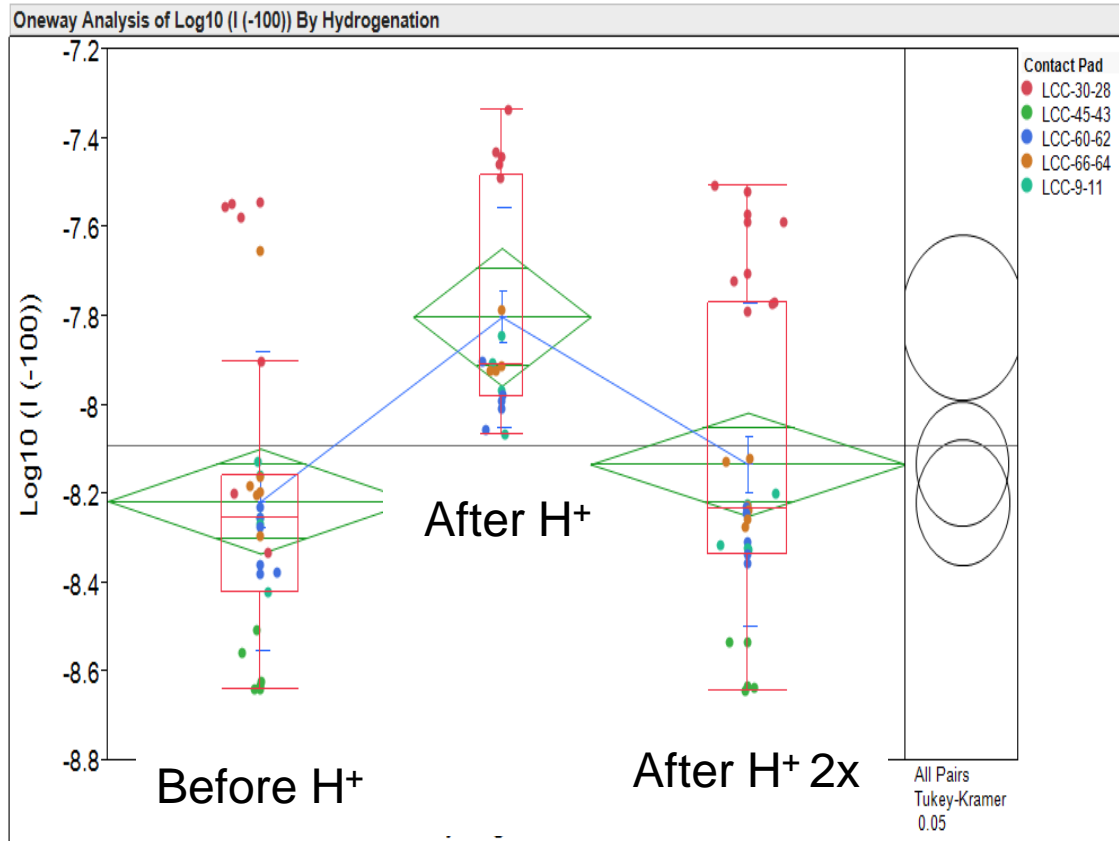 Oneway Analysis of Log10 (I (-100)) By Hydrogenation
-7.2
-7.4
-7.6
-7.8
-8
-8.2
-8.4
-8.6
-8.8
Log10 (I (-100))
Contact Pad
LCC-30-28
LCC-45-43
LCC-60-62
LCC-66-64
LCC-9-11
After H⁺
Before H⁺
After H⁺ 2x
All Pairs
Tukey-Kramer
0.05